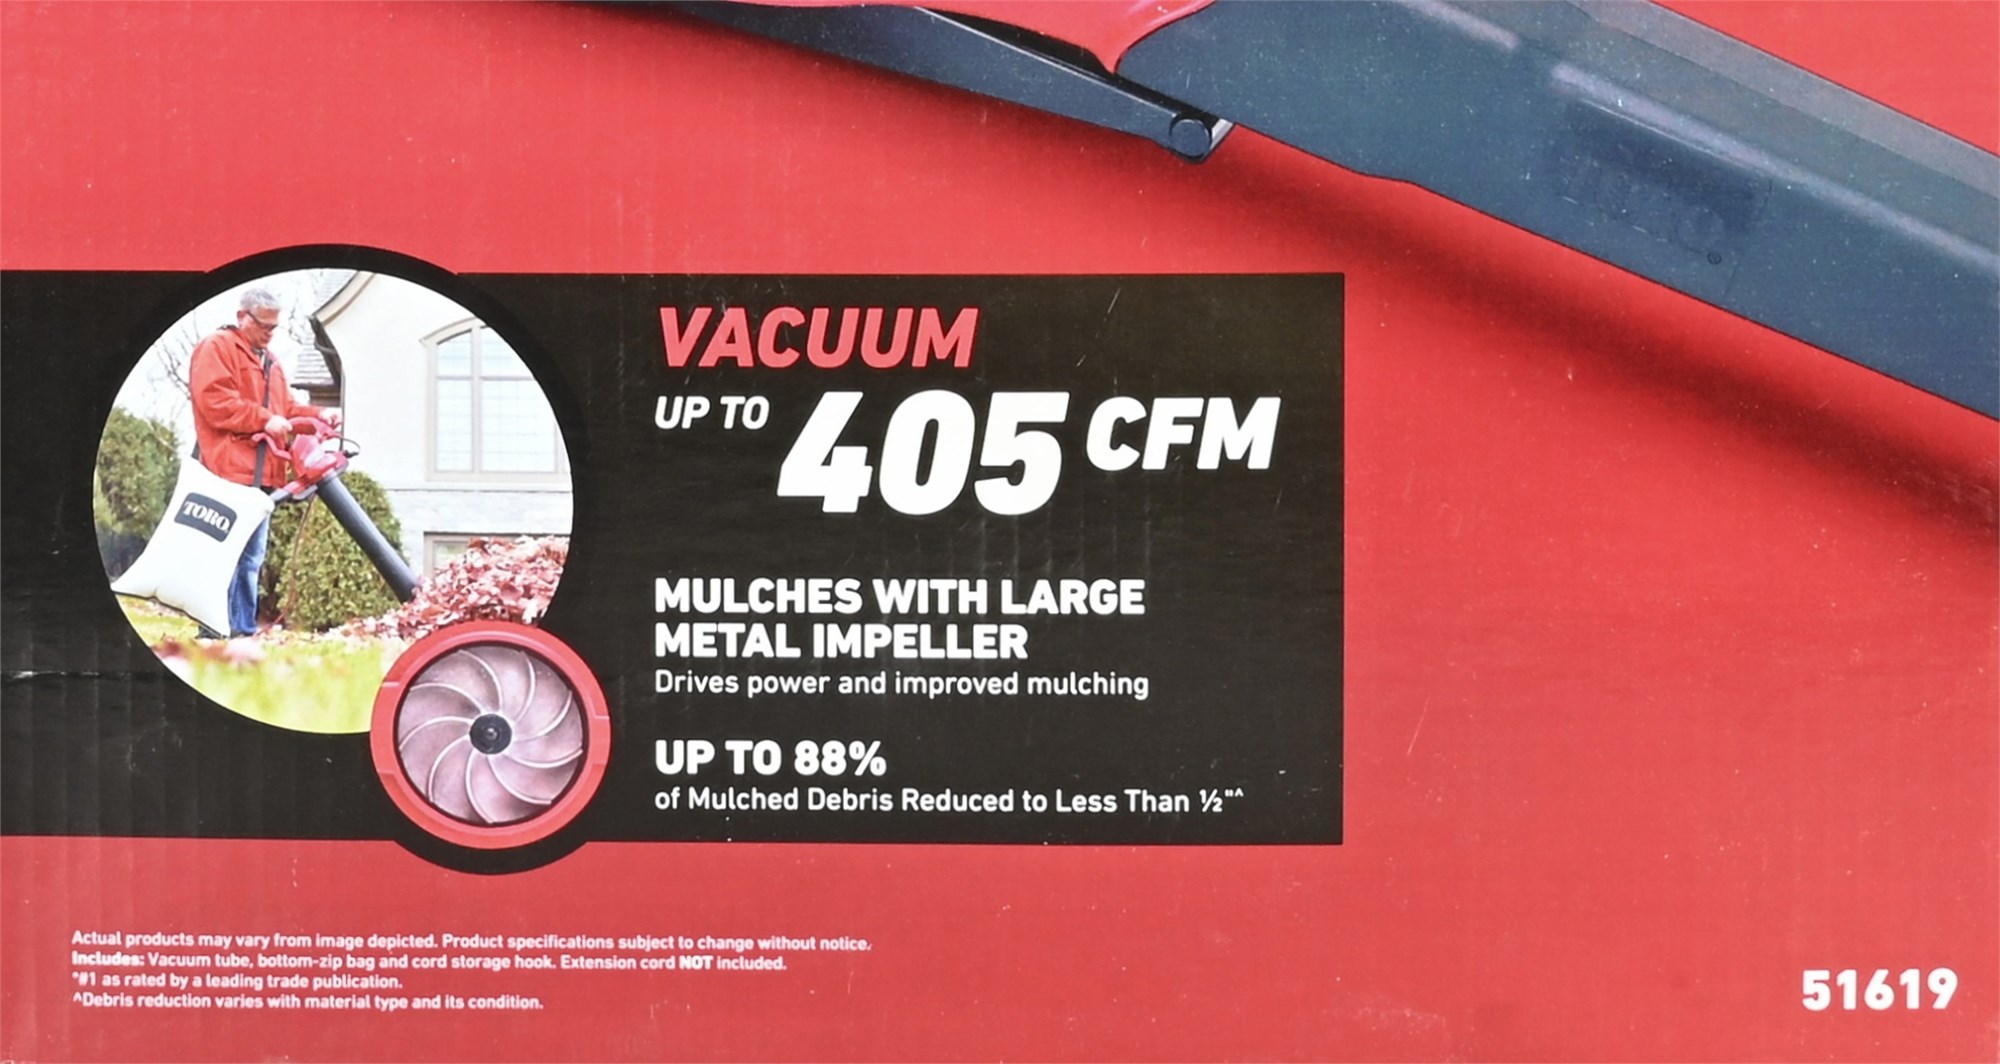 VACUUM
UP TO 405 CFM
TORO
MULCHES WITH LARGE
METAL IMPELLER
Drives power and improved mulching
UP TO 88%
of Mulched Debris Reduced to Less Than ½"^
Actual products may vary from image depicted. Product specifications subject to change without notice.
Includes: Vacuum tube, bottom-zip bag and cord storage hook. Extension cord NOT included.
*#1 as rated by a leading trade publication.
^Debris reduction varies with material type and its condition.
51619